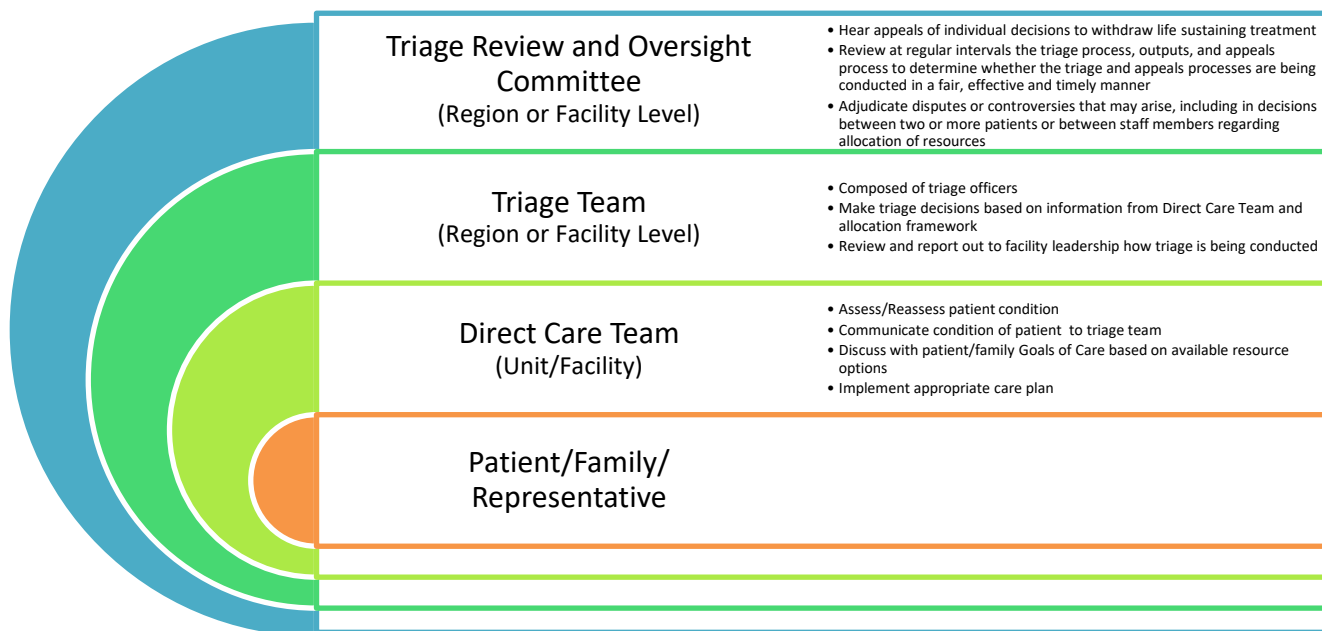 Triage Review and Oversight
Committee
(Region or Facility Level)
• Hear appeals of individual decisions to withdraw life sustaining treatment
• Review at regular intervals the triage process, outputs, and appeals
process to determine whether the triage and appeals processes are being
conducted in a fair, effective and timely manner
• Adjudicate disputes or controversies that may arise, including in decisions
between two or more patients or between staff members regarding
allocation of resources
Triage Team
(Region or Facility Level)
• Composed of triage officers
• Make triage decisions based on information from Direct Care Team and
allocation framework
• Review and report out to facility leadership how triage is being conducted
Direct Care Team
(Unit/Facility)
• Assess/Reassess patient condition
• Communicate condition of patient  to triage team
• Discuss with patient/family Goals of Care based on available resource
options
• Implement appropriate care plan
Patient/Family/
Representative